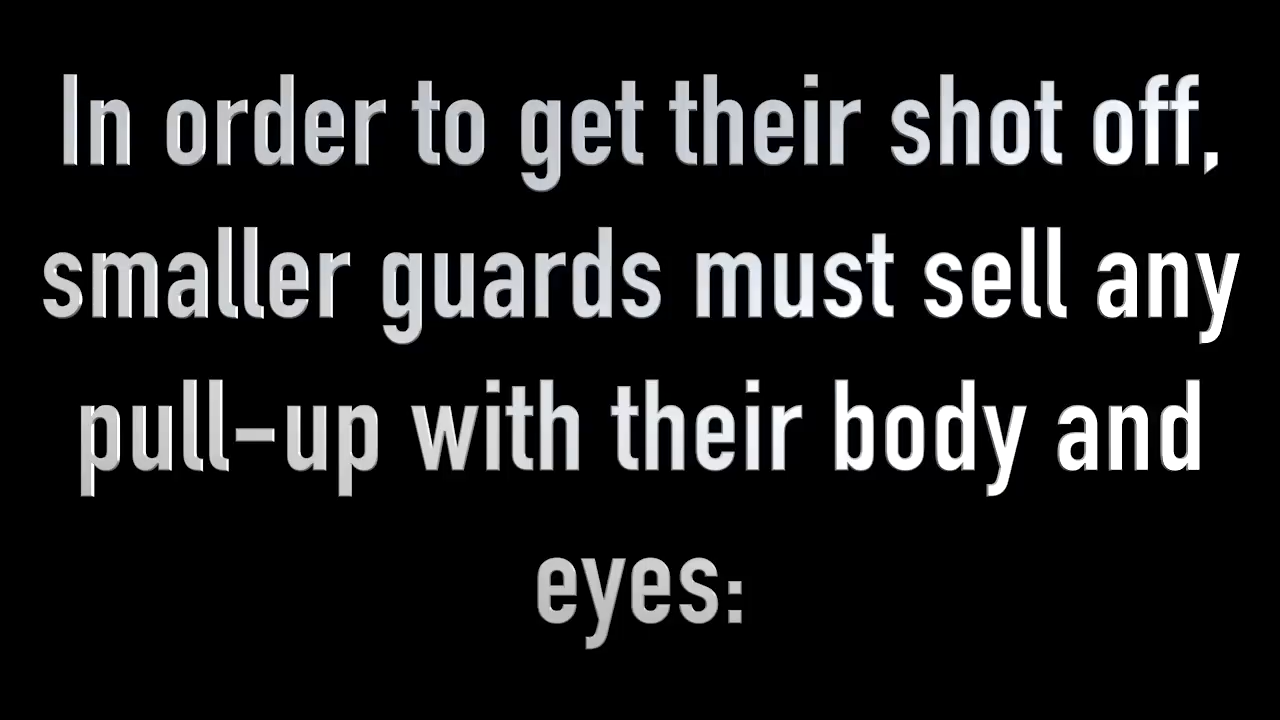 In order to get their shot off,
smaller guards must sell any
pull-up with their body and
eyes: